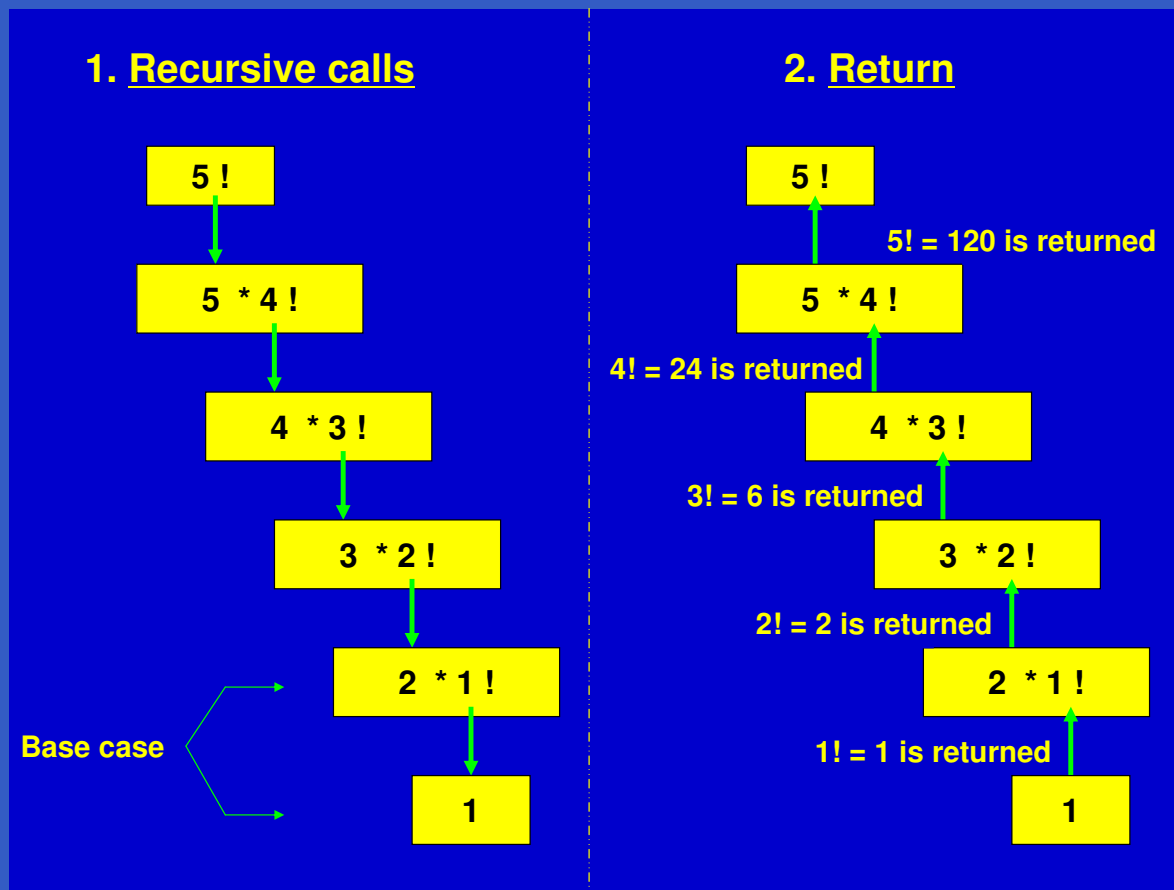 1. Recursive calls
5 !
5 * 4 !
4 * 3 !
3 * 2 !
2 * 1 !
Base case
1
2. Return
5 !
5! = 120 is returned
5 * 4 !
4! = 24 is returned
4 * 3 !
3! = 6 is returned
3 * 2 !
2! = 2 is returned
2 * 1 !
1! = 1 is returned
1